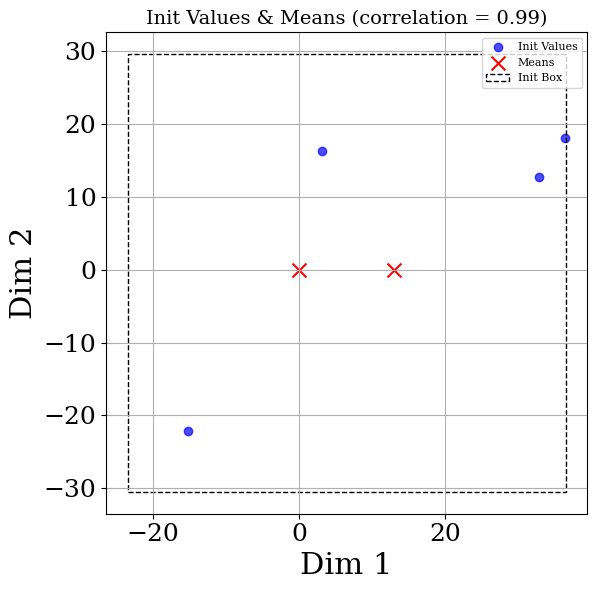 Init Values & Means (correlation = 0.99)
Init Values
Means
Init Box
30
20
10
0
−10
−20
−30
Dim 2
−20
0
20
Dim 1